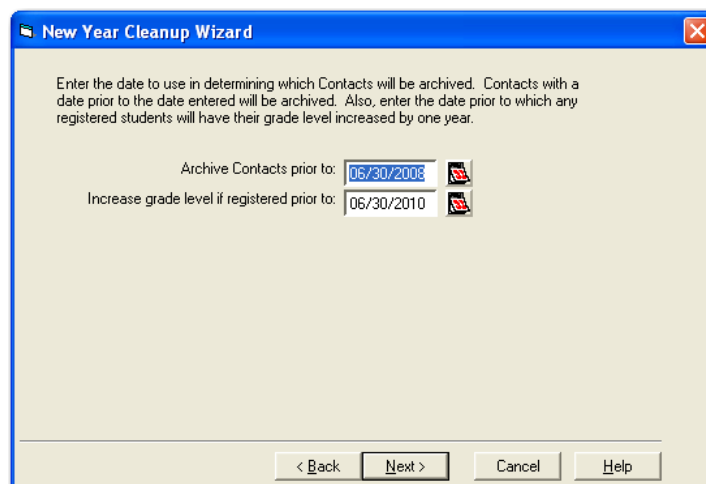 New Year Cleanup Wizard
Enter the date to use in determining which Contacts will be archived. Contacts with a
date prior to the date entered will be archived. Also, enter the date prior to which any
registered students will have their grade level increased by one year.
Archive Contacts prior to: 06/30/2008
Increase grade level if registered prior to: 06/30/2010
< Back Next > Cancel Help